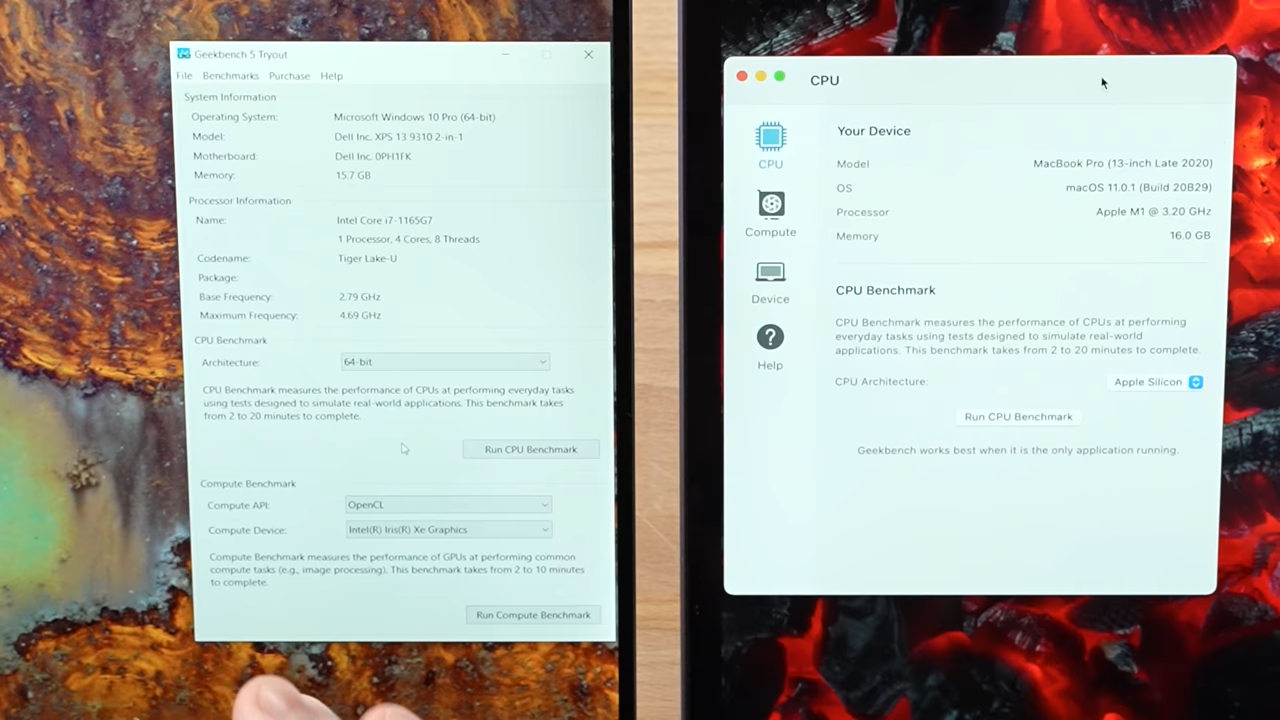 Geekbench 5 Tryout
File Benchmarks Purchase Help
System Information
Operating System: Microsoft Windows 10 Pro (64-bit)
Model: Dell Inc. XPS 13 9310 2-in-1
Motherboard: Dell Inc. 0PH1FK
Memory: 15.7 GB
Processor Information
Name: Intel Core i7-1165G7
1 Processor, 4 Cores, 8 Threads
Codename: Tiger Lake-U
Package:
Base Frequency: 2.79 GHz
Maximum Frequency: 4.69 GHz
CPU Benchmark
Architecture: 64-bit
CPU Benchmark measures the performance of CPUs at performing everyday tasks
using tests designed to simulate real-world applications. This benchmark takes
from 2 to 20 minutes to complete.
Run CPU Benchmark
Compute Benchmark
Compute API: OpenCL
Compute Device: Intel(R) Iris(R) Xe Graphics
Compute Benchmark measures the performance of GPUs at performing common
compute tasks (e.g., image processing). This benchmark takes from 2 to 10 minutes
to complete.
Run Compute Benchmark
CPU
CPU
Compute
Device
Help
Your Device
Model MacBook Pro (13-inch Late 2020)
OS macOS 11.0.1 (Build 20B29)
Processor Apple M1 @ 3.20 GHz
Memory 16.0 GB
CPU Benchmark
CPU Benchmark measures the performance of CPUs at performing
everyday tasks using tests designed to simulate real-world
applications. This benchmark takes from 2 to 20 minutes to complete.
CPU Architecture: Apple Silicon
Run CPU Benchmark
Geekbench works best when it is the only application running.